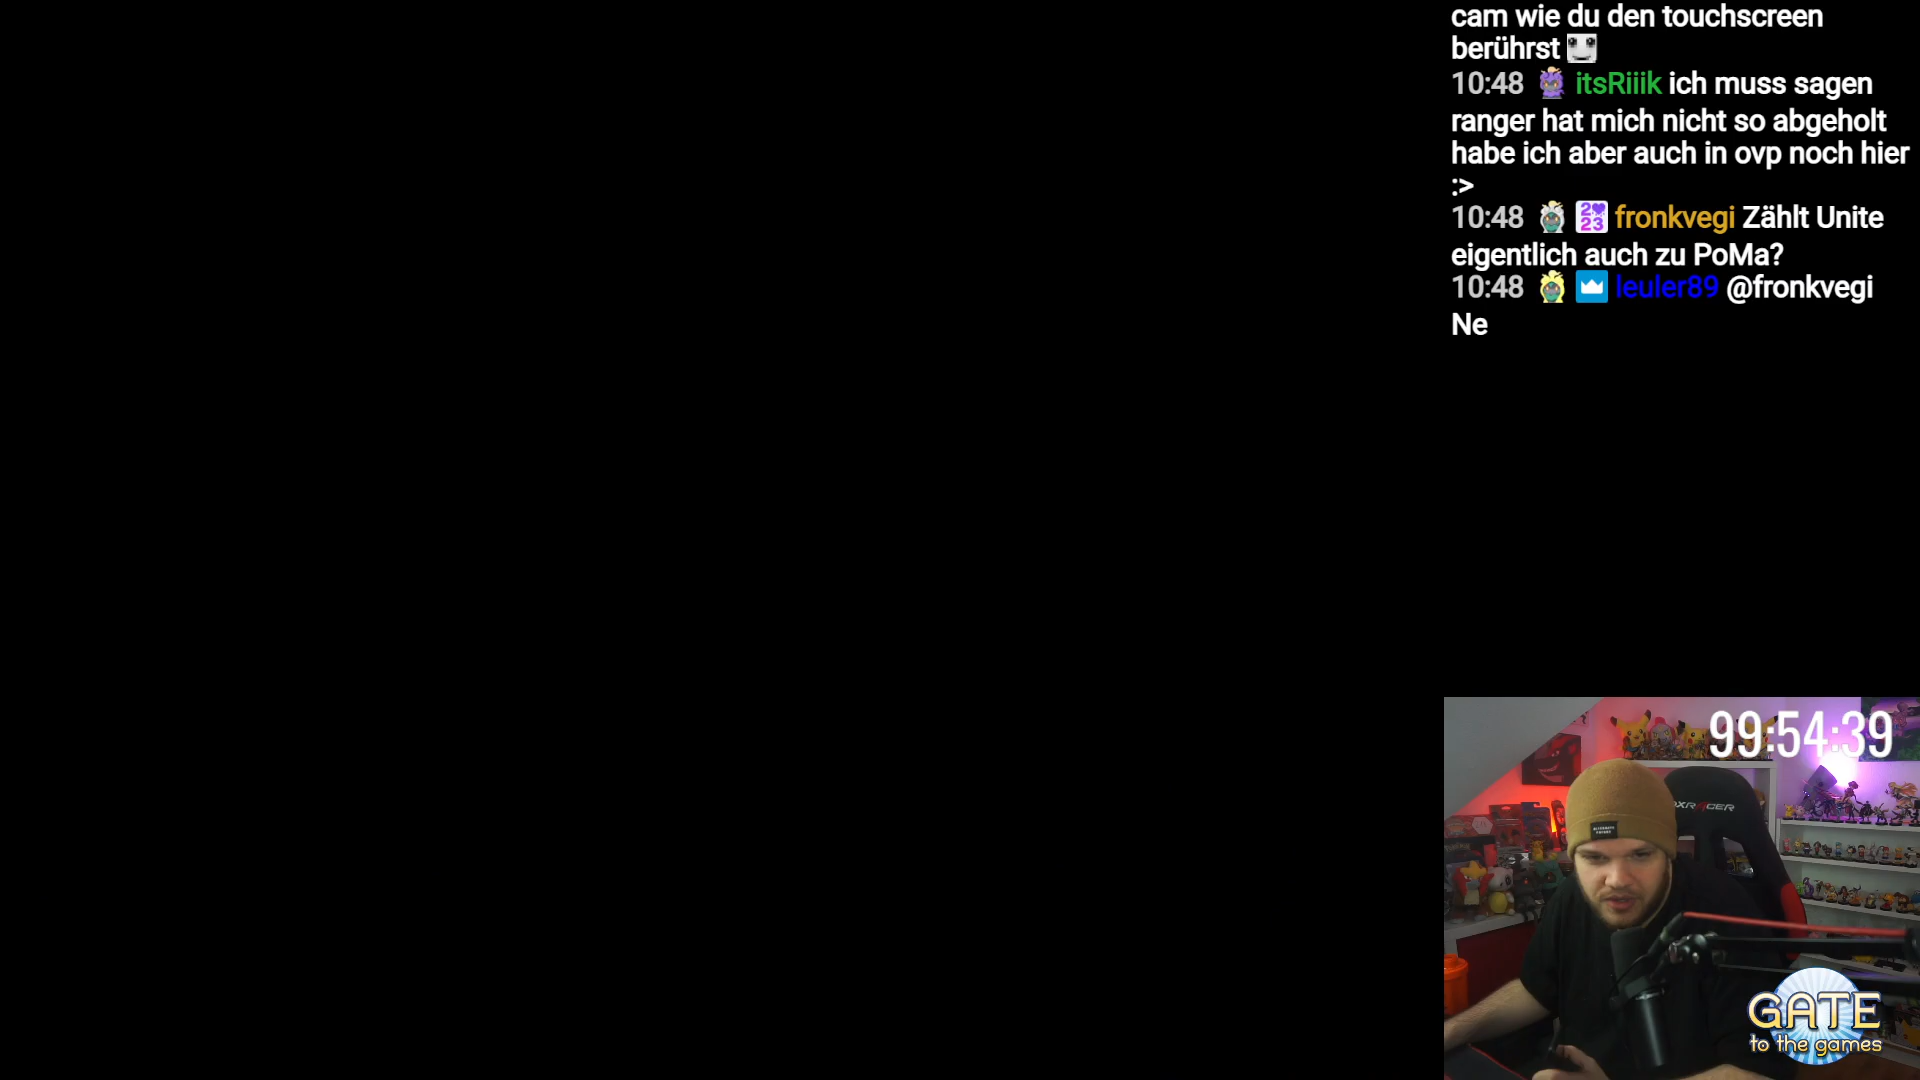 cam wie du den touchscreen
berührst
10:48 itsRiiik ich muss sagen
ranger hat mich nicht so abgeholt
habe ich aber auch in ovp noch hier
:>
10:48 2023 fronkvegi Zählt Unite
eigentlich auch zu PoMa?
10:48 leuler89 @fronkvegi
Ne
99:54:39
DXRACER
GATE
to the games